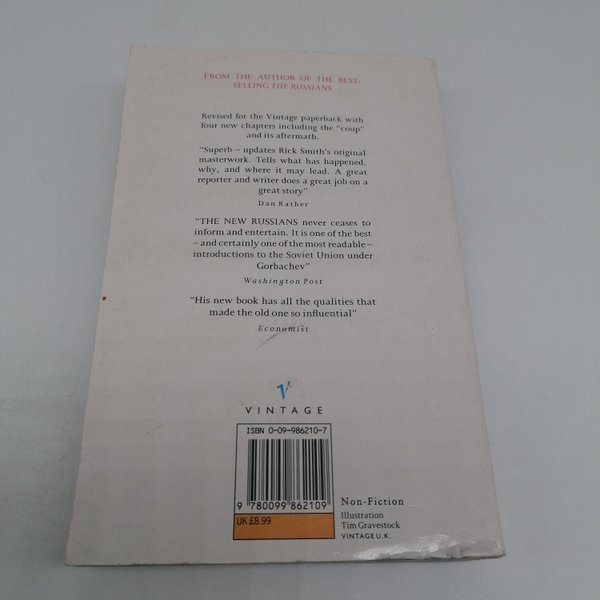 FROM THE AUTHOR OF THE BEST-
SELLING THE RUSSIANS
Revised for the Vintage paperback with
four new chapters including the "coup"
and its aftermath.
"Superb – updates Rick Smith's original
masterwork. Tells what has happened,
why, and where it may lead. A great
reporter and writer does a great job on a
great story"
Dan Rather
"THE NEW RUSSIANS never ceases to
inform and entertain. It is one of the best
– and certainly one of the most readable –
introductions to the Soviet Union under
Gorbachev"
Washington Post
"His new book has all the qualities that
made the old one so influential"
Economist
V
VINTAGE
ISBN 0-09-986210-7
9 780099 862109
UK £8.99
Non-Fiction
Illustration
Tim Gravestock
VINTAGE U.K.